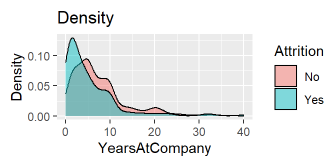 Density
Density
0.10
0.05
0.00
0
10
20
30
40
YearsAtCompany
Attrition
No
Yes